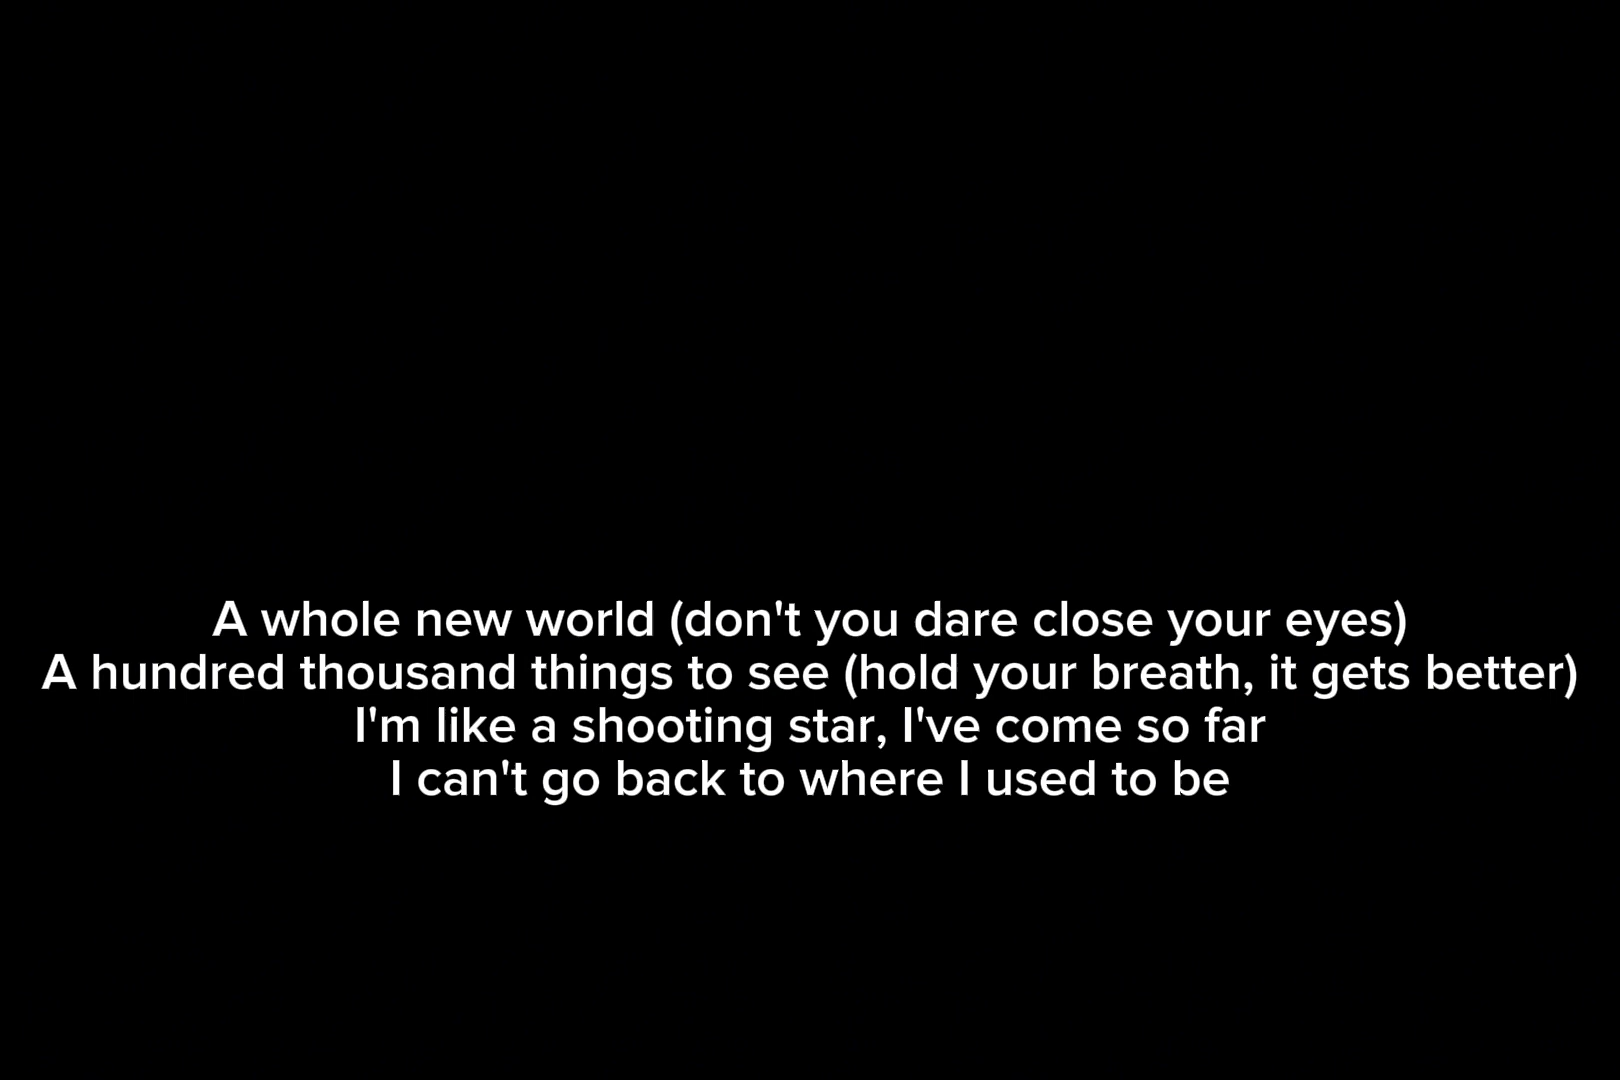 A whole new world (don't you dare close your eyes)
A hundred thousand things to see (hold your breath, it gets better)
I'm like a shooting star, I've come so far
I can't go back to where I used to be